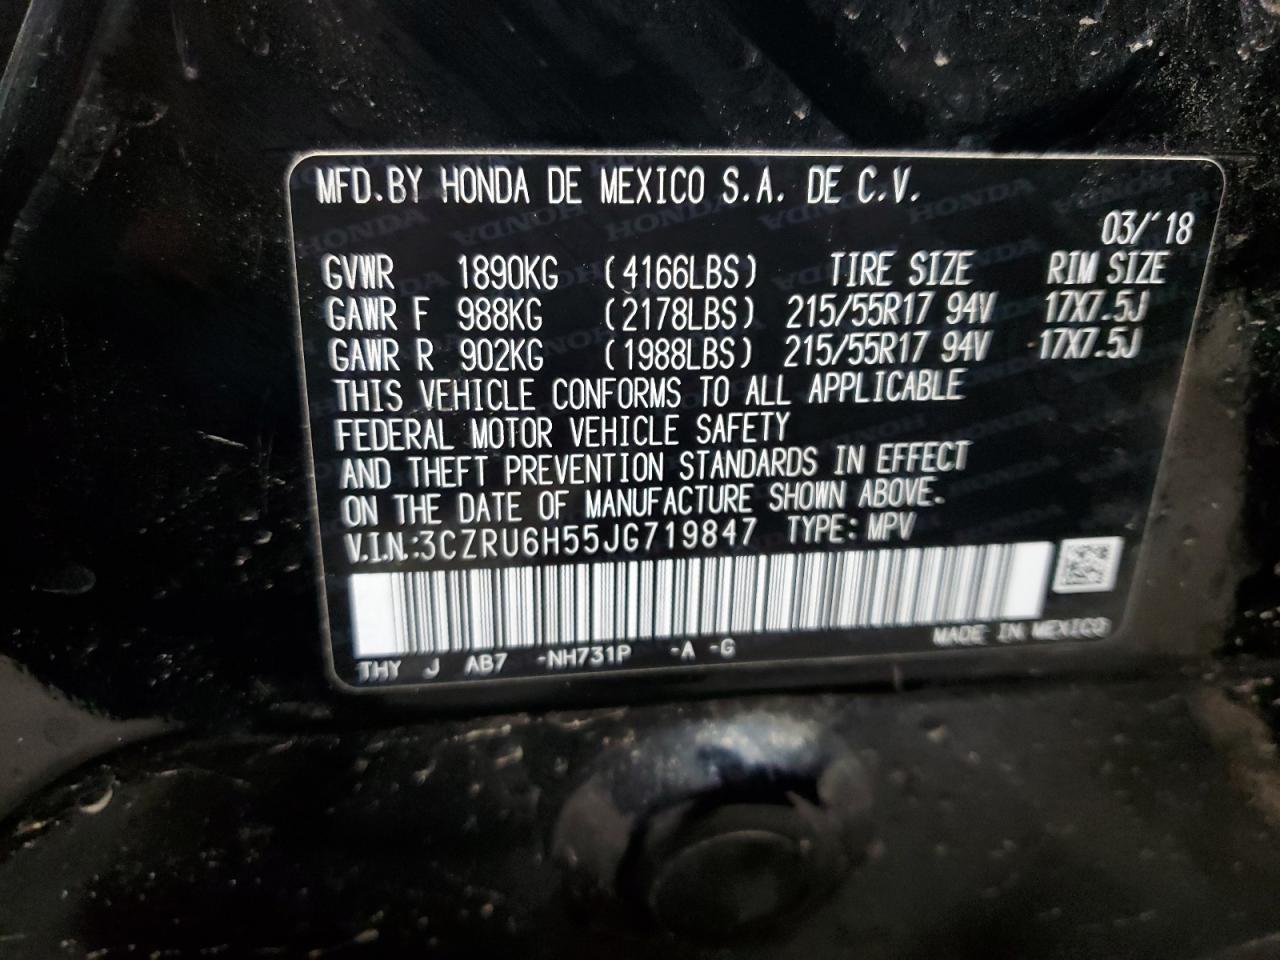 MFD.BY HONDA DE MEXICO S.A. DE C.V.
03/'18
GVWR 1890KG (4166LBS) TIRE SIZE RIM SIZE
GAWR F 988KG (2178LBS) 215/55R17 94V 17X7.5J
GAWR R 902KG (1988LBS) 215/55R17 94V 17X7.5J
THIS VEHICLE CONFORMS TO ALL APPLICABLE
FEDERAL MOTOR VEHICLE SAFETY
AND THEFT PREVENTION STANDARDS IN EFFECT
ON THE DATE OF MANUFACTURE SHOWN ABOVE.
V.I.N.:3CZRU6H55JG719847 TYPE: MPV
MADE IN MEXICO
THY J AB7 -NH731P -A -G